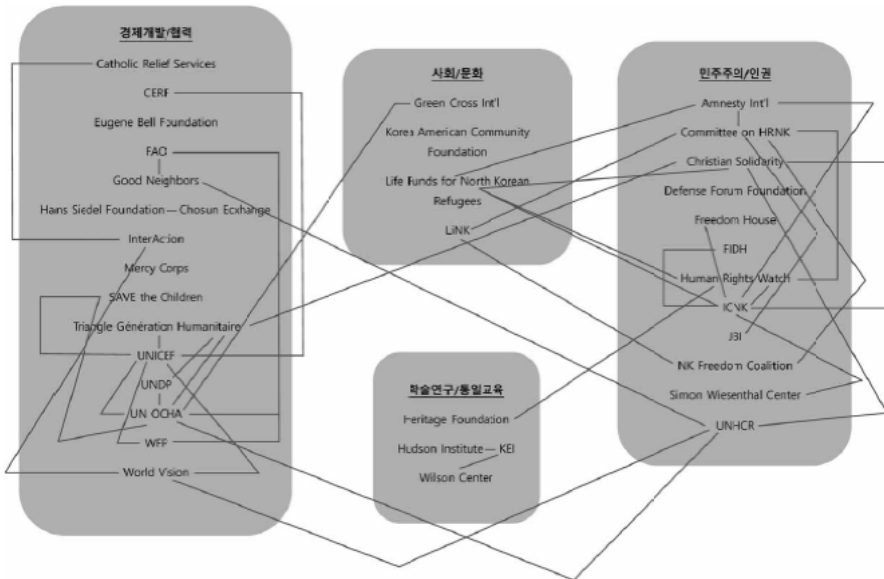 경제개발/협력
Catholic Relief Services
CERF
Eugene Bell Foundation
FAO
Good Neighbors
Hans Siedel Foundation
Chosun Ecxhange
InterAction
Mercy Corps
SAVE the Children
Triangle Génération Humanitaire
UNICEF
UNDP
UN OCHA
WFP
World Vision
사회/문화
Green Cross Int'l
Korea American Community
Foundation
Life Funds for North Korean
Refugees
LiNK
학술연구/통일교육
Heritage Foundation
Hudson Institute
KEI
Wilson Center
민주주의/인권
Amnesty Int'l
Committee on HRNK
Christian Solidarity
Defense Forum Foundation
Freedom House
FIDH
Human Rights Watch
ICNK
JBI
NK Freedom Coalition
Simon Wiesenthal Center
UNHCR